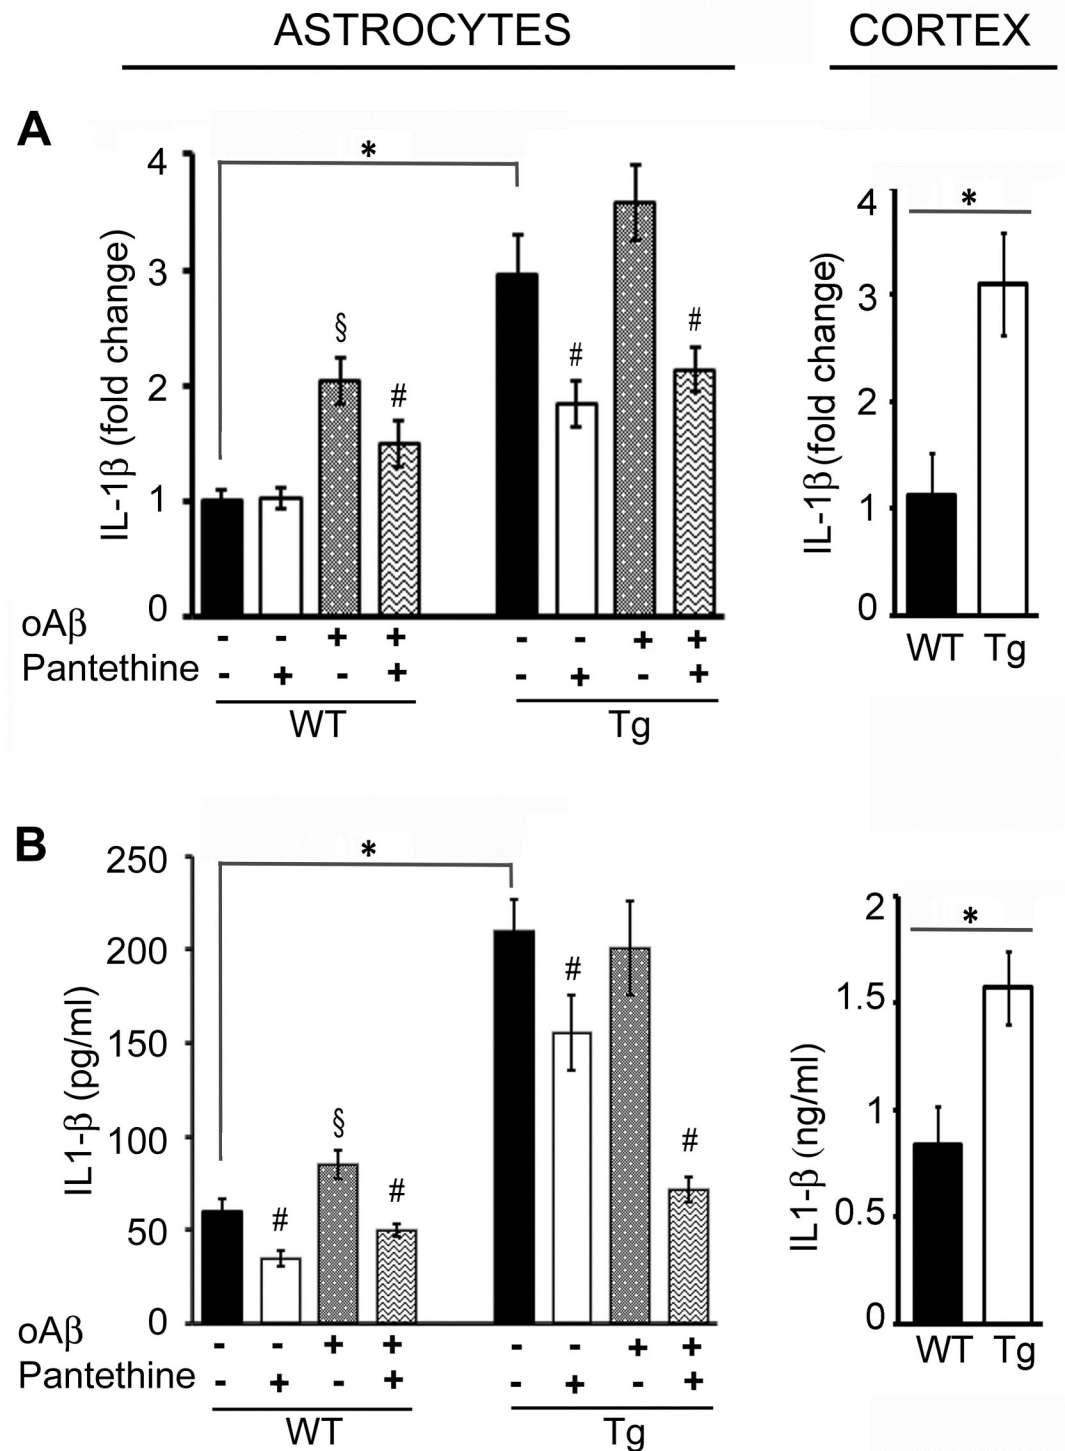 ASTROCYTES CORTEX
A
*
4
3
2
1
0
IL-1β (fold change)
§
#
#
#
oAβ - - + + - - + +
Pantethine - + - + - + - +
WT Tg
*
4
3
2
1
0
IL-1β (fold change)
WT Tg
B
*
250
200
150
100
50
0
IL1-β (pg/ml)
#
§
#
#
#
oAβ - - + + - - + +
Pantethine - + - + - + - +
WT Tg
*
2
1.5
1
0.5
0
IL1-β (ng/ml)
WT Tg